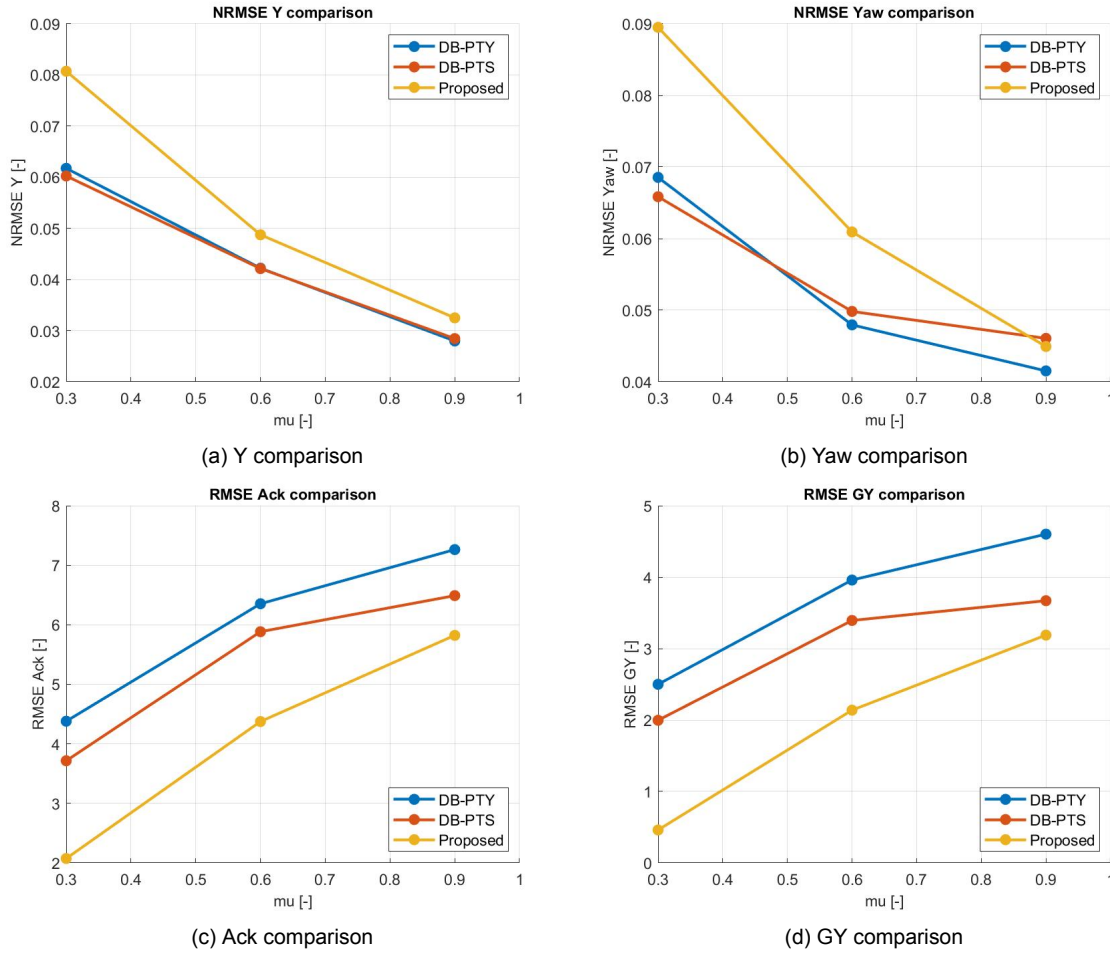 NRMSE Y comparison
0.09
0.08
0.07
0.06
0.05
0.04
0.03
0.02
NRMSE Y [-]
DB-PTY
DB-PTS
Proposed
0.3 0.4 0.5 0.6 0.7 0.8 0.9 1
mu [-]
(a) Y comparison
NRMSE Yaw comparison
0.09
0.08
0.07
0.06
0.05
0.04
NRMSE Yaw [-]
DB-PTY
DB-PTS
Proposed
0.3 0.4 0.5 0.6 0.7 0.8 0.9 1
mu [-]
(b) Yaw comparison
RMSE Ack comparison
8
7
6
5
4
3
2
RMSE Ack [-]
DB-PTY
DB-PTS
Proposed
0.3 0.4 0.5 0.6 0.7 0.8 0.9 1
mu [-]
(c) Ack comparison
RMSE GY comparison
5
4
3
2
1
0
RMSE GY [-]
DB-PTY
DB-PTS
Proposed
0.3 0.4 0.5 0.6 0.7 0.8 0.9 1
mu [-]
(d) GY comparison